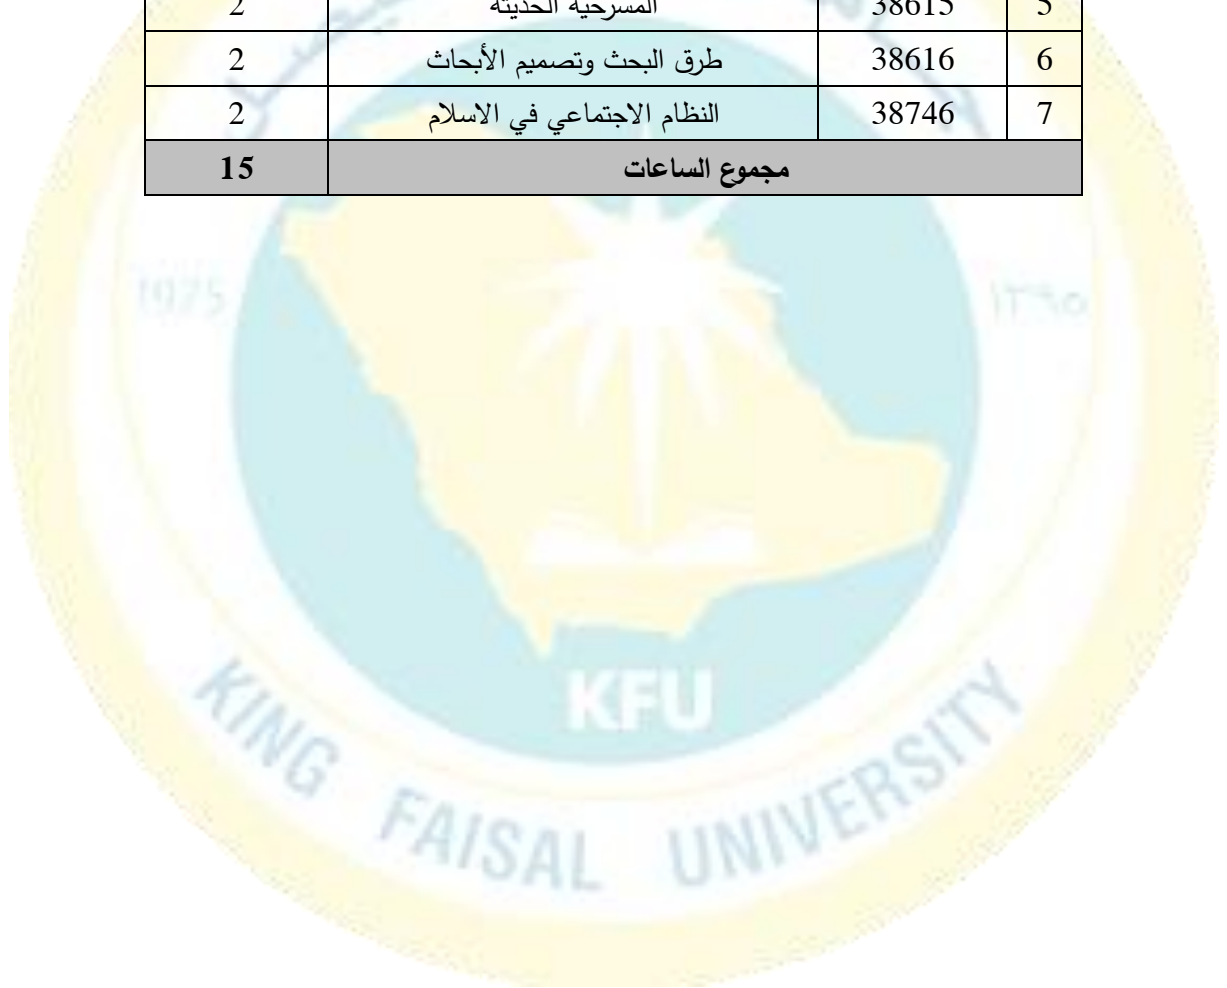 5 38615 المسرحية الحديثة 2
6 38616 طرق البحث وتصميم الأبحاث 2
7 38746 النظام الاجتماعي في الاسلام 2
مجموع الساعات 15
1975
١٣٩٥
KFU
KING FAISAL UNIVERSITY